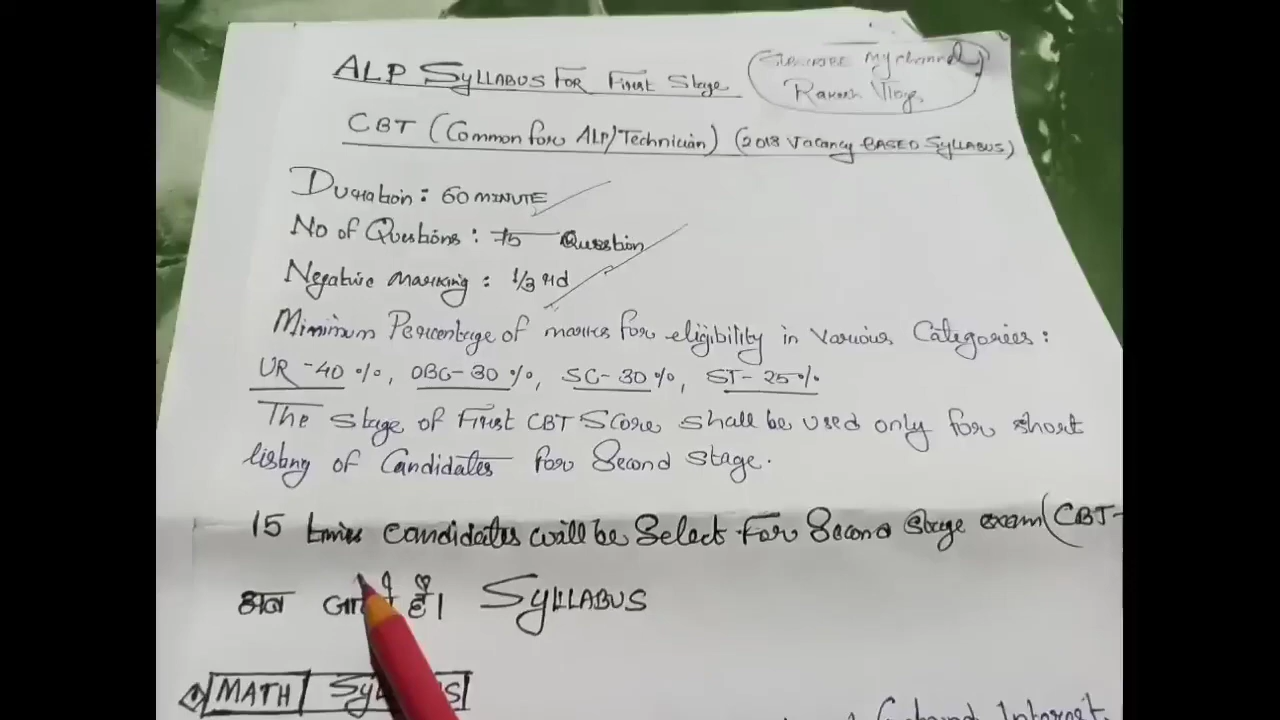 ALP SYLLABUS FOR First Stage
SUBSCRIBE My channel
Rakesh Vlogs
CBT (Common for ALP/Technician) (2018 Vacancy BASED SYLLABUS)
Duration: 60 MINUTE
No of Questions: 75 Question
Negative marking: 1/3 rd
Minimum Percentage of marks for eligibility in Various Categories:
UR - 40 %, OBC - 30 %, SC - 30 %, ST - 25 %
The Stage of First CBT Score shall be used only for short
listing of Candidates for Second Stage.
15 times candidates will be Select For Second Stage exam (CBT-
अब हैं। SYLLABUS
MATH
Interest,